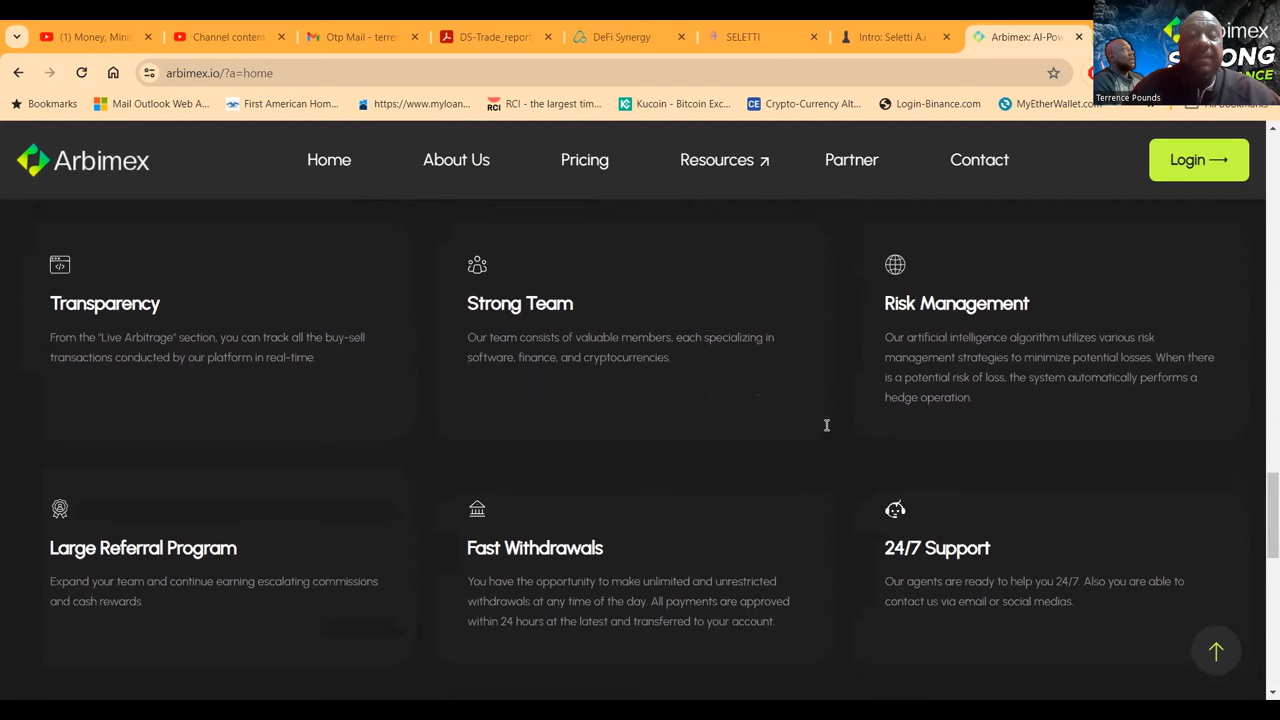 (1) Money, Minis
Channel content
Otp Mail - terren
DS-Trade_report
DeFi Synergy
SELETTI
Intro: Seletti A.i
Arbimex: AI-Pow
arbimex.io/?a=home
Bookmarks
Mail Outlook Web A...
First American Hom...
https://www.myloan...
RCI - the largest tim...
Kucoin - Bitcoin Exc...
Crypto-Currency Alt...
Login-Binance.com
MyEtherWallet.com
All Bookmarks
Terrence Pounds
Arbimex
Home
About Us
Pricing
Resources ↗
Partner
Contact
Login →
Transparency
From the "Live Arbitrage" section, you can track all the buy-sell
transactions conducted by our platform in real-time.
Strong Team
Our team consists of valuable members, each specializing in
software, finance, and cryptocurrencies.
Risk Management
Our artificial intelligence algorithm utilizes various risk
management strategies to minimize potential losses. When there
is a potential risk of loss, the system automatically performs a
hedge operation.
Large Referral Program
Expand your team and continue earning escalating commissions
and cash rewards.
Fast Withdrawals
You have the opportunity to make unlimited and unrestricted
withdrawals at any time of the day. All payments are approved
within 24 hours at the latest and transferred to your account.
24/7 Support
Our agents are ready to help you 24/7. Also you are able to
contact us via email or social medias.